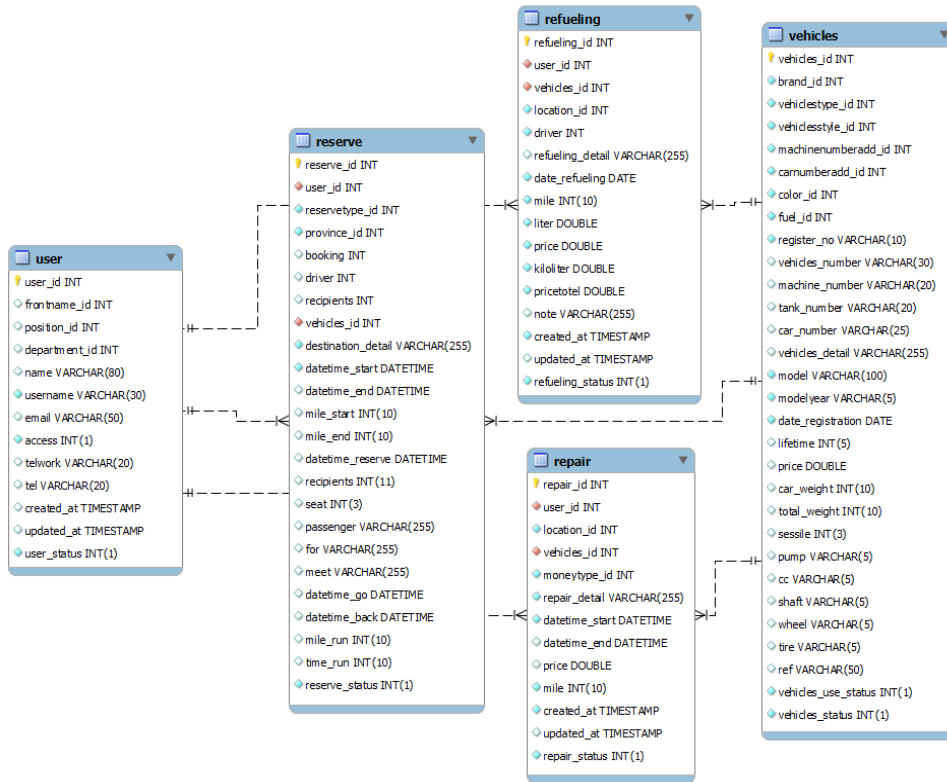 user
user_id INT
frontname_id INT
position_id INT
department_id INT
name VARCHAR(80)
username VARCHAR(30)
email VARCHAR(50)
access INT(1)
telwork VARCHAR(20)
tel VARCHAR(20)
created_at TIMESTAMP
updated_at TIMESTAMP
user_status INT(1)
reserve
reserve_id INT
user_id INT
reservetype_id INT
province_id INT
booking INT
driver INT
recipients INT
vehicles_id INT
destination_detail VARCHAR(255)
datetime_start DATETIME
datetime_end DATETIME
mile_start INT(10)
mile_end INT(10)
datetime_reserve DATETIME
recipients INT(11)
seat INT(3)
passenger VARCHAR(255)
for VARCHAR(255)
meet VARCHAR(255)
datetime_go DATETIME
datetime_back DATETIME
mile_run INT(10)
time_run INT(10)
reserve_status INT(1)
refueling
refueling_id INT
user_id INT
vehicles_id INT
location_id INT
driver INT
refueling_detail VARCHAR(255)
date_refueling DATE
mile INT(10)
liter DOUBLE
price DOUBLE
kiloliter DOUBLE
pricetotel DOUBLE
note VARCHAR(255)
created_at TIMESTAMP
updated_at TIMESTAMP
refueling_status INT(1)
repair
repair_id INT
user_id INT
location_id INT
vehicles_id INT
moneytype_id INT
repair_detail VARCHAR(255)
datetime_start DATETIME
datetime_end DATETIME
price DOUBLE
mile INT(10)
created_at TIMESTAMP
updated_at TIMESTAMP
repair_status INT(1)
vehicles
vehicles_id INT
brand_id INT
vehiclestype_id INT
vehiclesstyle_id INT
machinenumberadd_id INT
carnumberadd_id INT
color_id INT
fuel_id INT
register_no VARCHAR(10)
vehicles_number VARCHAR(30)
machine_number VARCHAR(20)
tank_number VARCHAR(20)
car_number VARCHAR(25)
vehicles_detail VARCHAR(255)
model VARCHAR(100)
modelyear VARCHAR(5)
date_registration DATE
lifetime INT(5)
price DOUBLE
car_weight INT(10)
total_weight INT(10)
sessile INT(3)
pump VARCHAR(5)
cc VARCHAR(5)
shaft VARCHAR(5)
wheel VARCHAR(5)
tire VARCHAR(5)
ref VARCHAR(50)
vehicles_use_status INT(1)
vehicles_status INT(1)